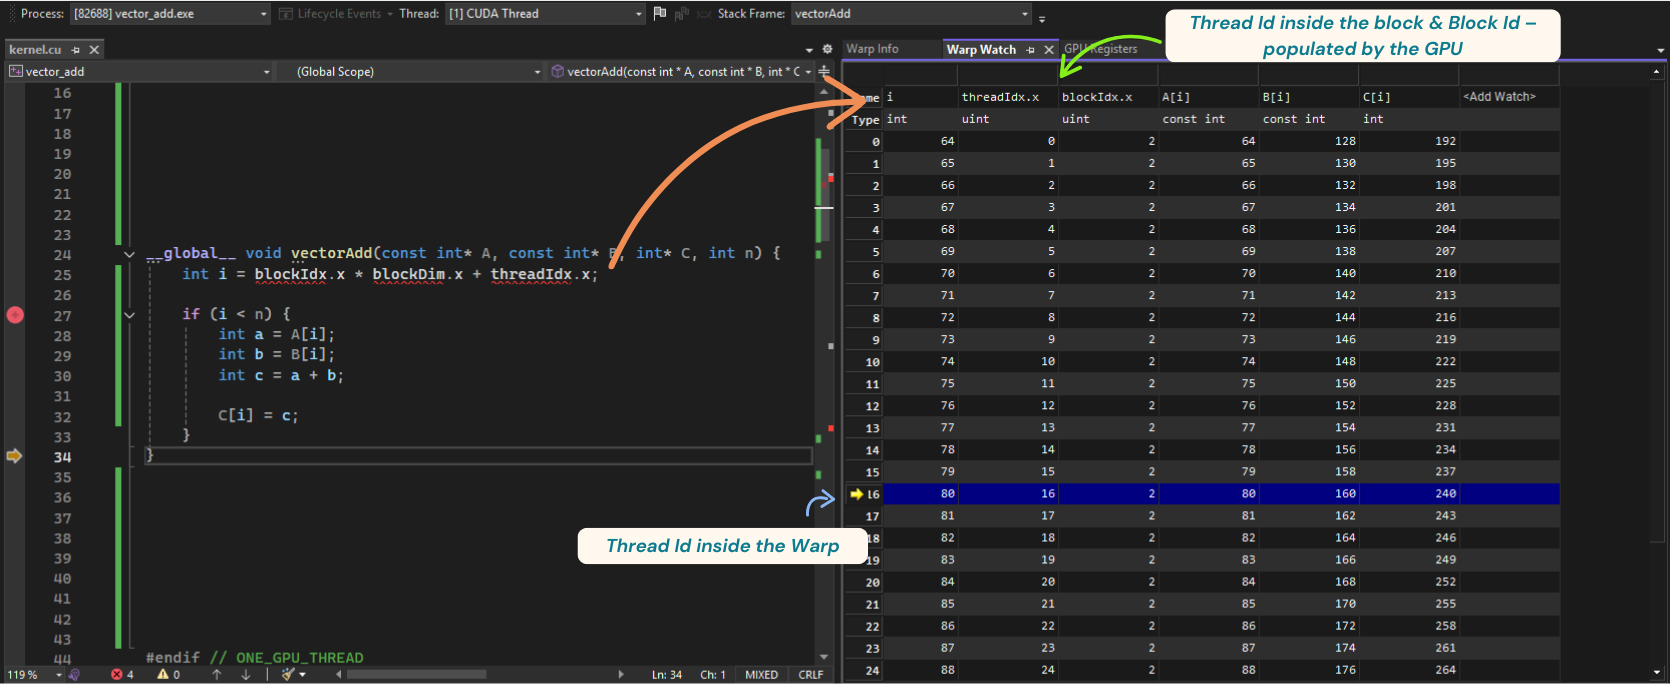 Process: [82688] vector_add.exe Lifecycle Events Thread: [1] CUDA Thread Stack Frame: vectorAdd
Thread Id inside the block & Block Id –
populated by the GPU
kernel.cu
Warp Info Warp Watch GPU Registers
vector_add (Global Scope) vectorAdd(const int * A, const int * B, int * C
16
17
18
19
20
21
22
23
24 __global__ void vectorAdd(const int* A, const int* B, int* C, int n) {
25 int i = blockIdx.x * blockDim.x + threadIdx.x;
26
27 if (i < n) {
28 int a = A[i];
29 int b = B[i];
30 int c = a + b;
31
32 C[i] = c;
33 }
34 }
35
36
37
38
39
40
41
42
43
44 #endif // ONE_GPU_THREAD
me i threadIdx.x blockIdx.x A[i] B[i] C[i] <Add Watch>
Type int uint uint const int const int int
0 64 0 2 64 128 192
1 65 1 2 65 130 195
2 66 2 2 66 132 198
3 67 3 2 67 134 201
4 68 4 2 68 136 204
5 69 5 2 69 138 207
6 70 6 2 70 140 210
7 71 7 2 71 142 213
8 72 8 2 72 144 216
9 73 9 2 73 146 219
10 74 10 2 74 148 222
11 75 11 2 75 150 225
12 76 12 2 76 152 228
13 77 13 2 77 154 231
14 78 14 2 78 156 234
15 79 15 2 79 158 237
16 80 16 2 80 160 240
17 81 17 2 81 162 243
18 82 18 2 82 164 246
19 83 19 2 83 166 249
20 84 20 2 84 168 252
21 85 21 2 85 170 255
22 86 22 2 86 172 258
23 87 23 2 87 174 261
24 88 24 2 88 176 264
Thread Id inside the Warp
119 % 4 0 Ln: 34 Ch: 1 MIXED CRLF